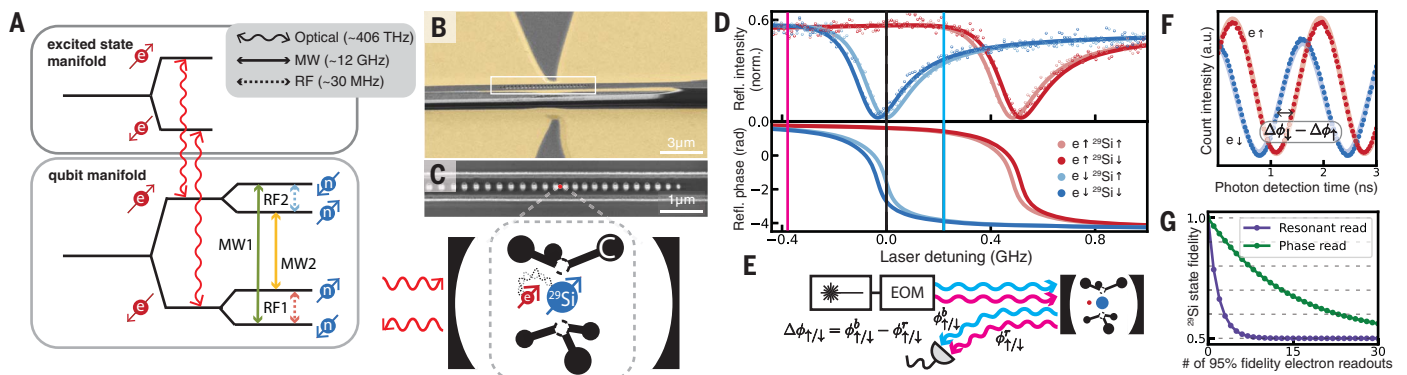 A
excited state
manifold
Optical (~406 THz)
MW (~12 GHz)
RF (~30 MHz)
e
e
qubit manifold
e
e
n
n
n
n
RF2
MW1
MW2
RF1
B
3µm
C
1µm
e
29Si
D
Refl. intensity
(norm.)
0.6
0.0
Refl. phase (rad)
0
−2
−4
e↑ 29Si↑
e↑ 29Si↓
e↓ 29Si↑
e↓ 29Si↓
−0.4
0.0
0.4
0.8
Laser detuning (GHz)
E
EOM
Δϕ↑/↓ = ϕᵇ↑/↓ − ϕʳ↑/↓
ϕᵇ↑/↓
ϕʳ↑/↓
F
Count intensity (a.u.)
e↑
e↓
Δϕ↓ − Δϕ↑
1
2
3
Photon detection time (ns)
G
29Si state fidelity
1.0
0.5
Resonant read
Phase read
0
15
30
# of 95% fidelity electron readouts